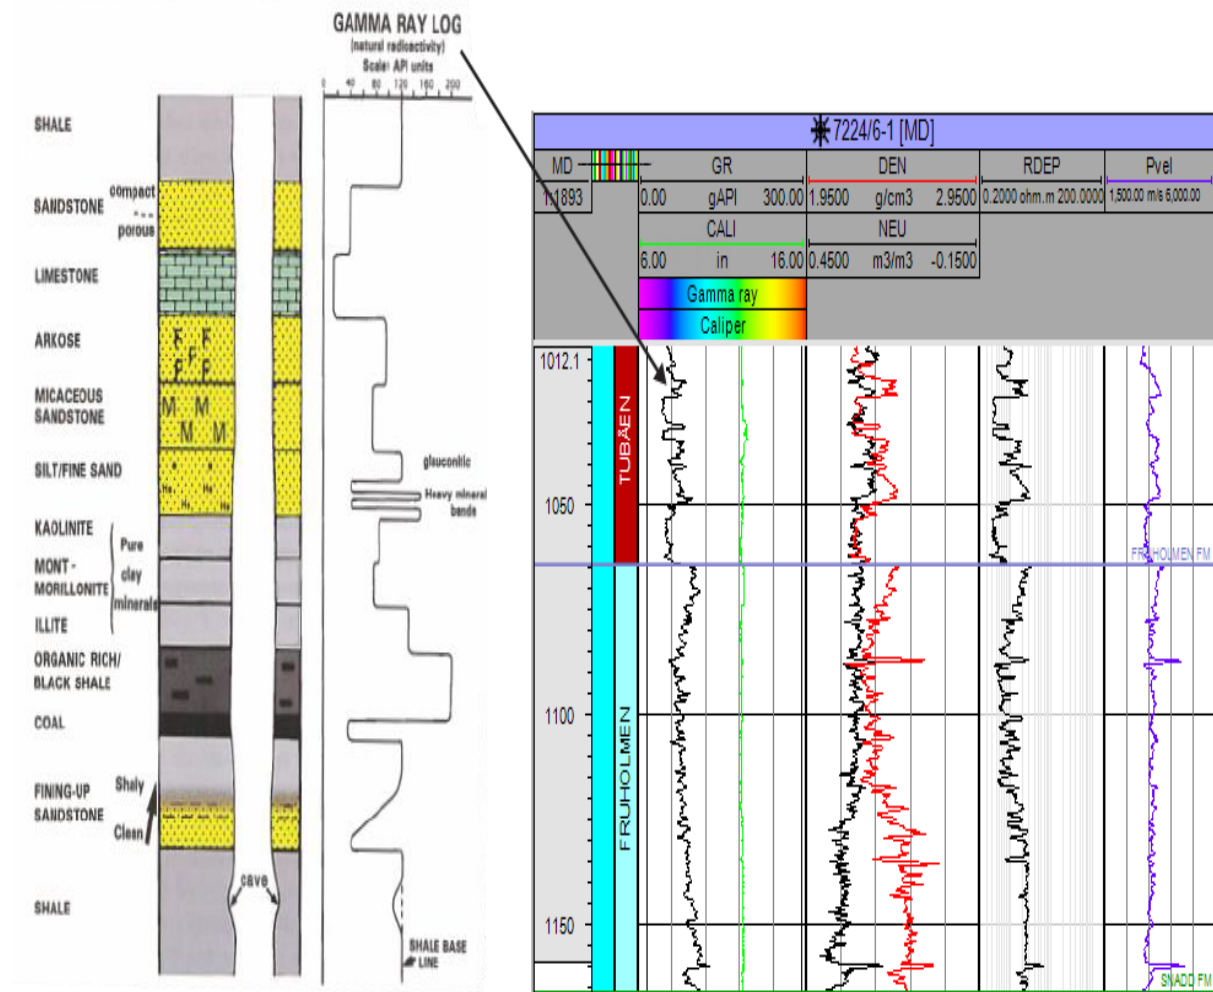 GAMMA RAY LOG
(natural radioactivity)
Scale: API units
0 40 80 120 160 200
SHALE
SANDSTONE
compact
porous
LIMESTONE
ARKOSE
F F
F
F F
MICACEOUS
SANDSTONE
M M
M M
SILT/FINE SAND
glauconitic
Heavy mineral
bands
KAOLINITE
MONT-
MORILLONITE
ILLITE
Pure
clay
minerals
ORGANIC RICH/
BLACK SHALE
COAL
FINING-UP
SANDSTONE
Shaly
Clean
cave
SHALE
SHALE BASE
LINE
7224/6-1 [MD]
MD GR DEN RDEP Pvel
1:1893 0.00 gAPI 300.00 1.9500 g/cm3 2.9500 0.2000 ohm.m 200.0000 1,500.00 m/s 6,000.00
CALI NEU
6.00 in 16.00 0.4500 m3/m3 -0.1500
Gamma ray
Caliper
1012.1
TUBÅEN
1050
FRUHOLMEN FM
1100
FRUHOLMEN
1150
SNADD FM